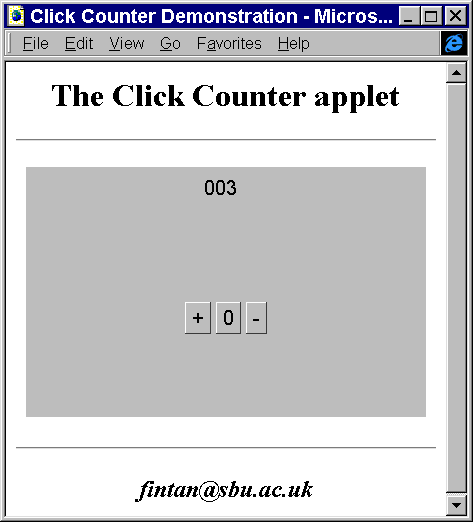 Click Counter Demonstration - Micros...
File Edit View Go Favorites Help
The Click Counter applet
003
+ 0 -
fintan@sbu.ac.uk